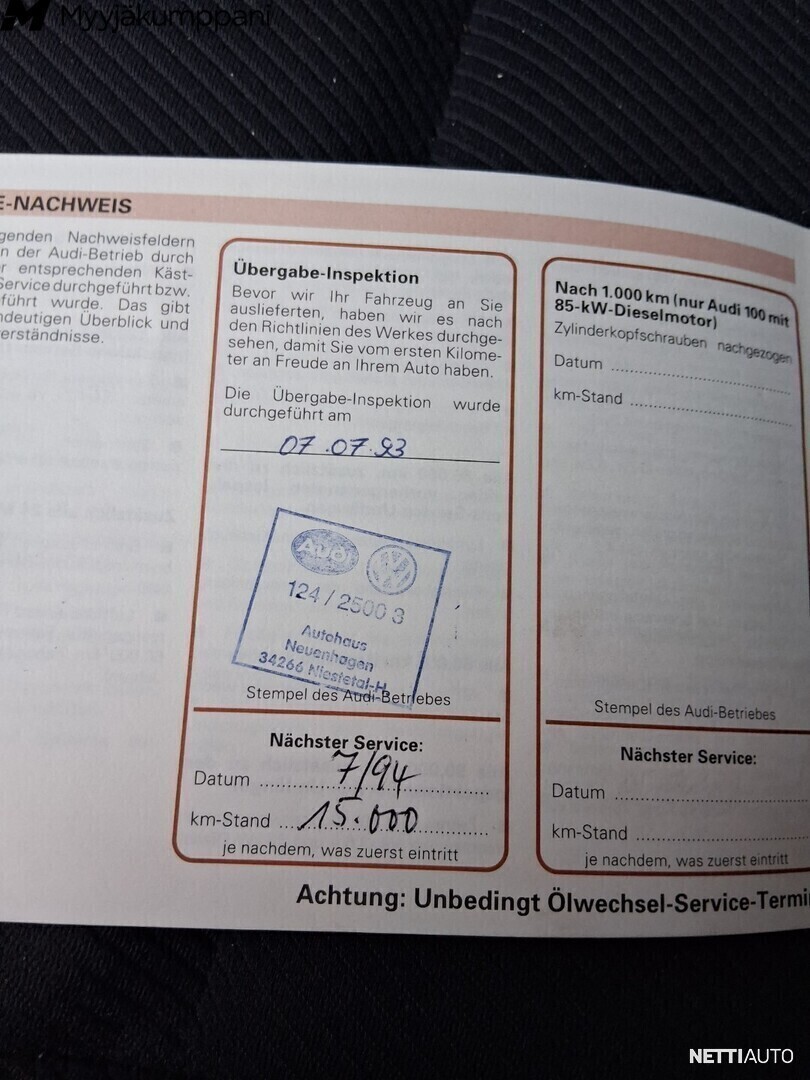 Myyjäkumppani
E-NACHWEIS
genden Nachweisfeldern
n der Audi-Betrieb durch
r entsprechenden Käst-
Service durchgeführt bzw.
führt wurde. Das gibt
ndeutigen Überblick und
erständnisse.
Übergabe-Inspektion
Bevor wir Ihr Fahrzeug an Sie
auslieferten, haben wir es nach
den Richtlinien des Werkes durchge-
sehen, damit Sie vom ersten Kilome-
ter an Freude an Ihrem Auto haben.
Die Übergabe-Inspektion wurde
durchgeführt am
07.07.93
Audi
124/2500 3
Autohaus
Neuenhagen
34266 Niestetal-H
Stempel des Audi-Betriebes
Nächster Service:
Datum 7/94
km-Stand 15.000
je nachdem, was zuerst eintritt
Nach 1.000 km (nur Audi 100 mit
85-kW-Dieselmotor)
Zylinderkopfschrauben nachgezogen
Datum
km-Stand
Stempel des Audi-Betriebes
Nächster Service:
Datum
km-Stand
je nachdem, was zuerst eintritt
Achtung: Unbedingt Ölwechsel-Service-Termi
NETTIAUTO